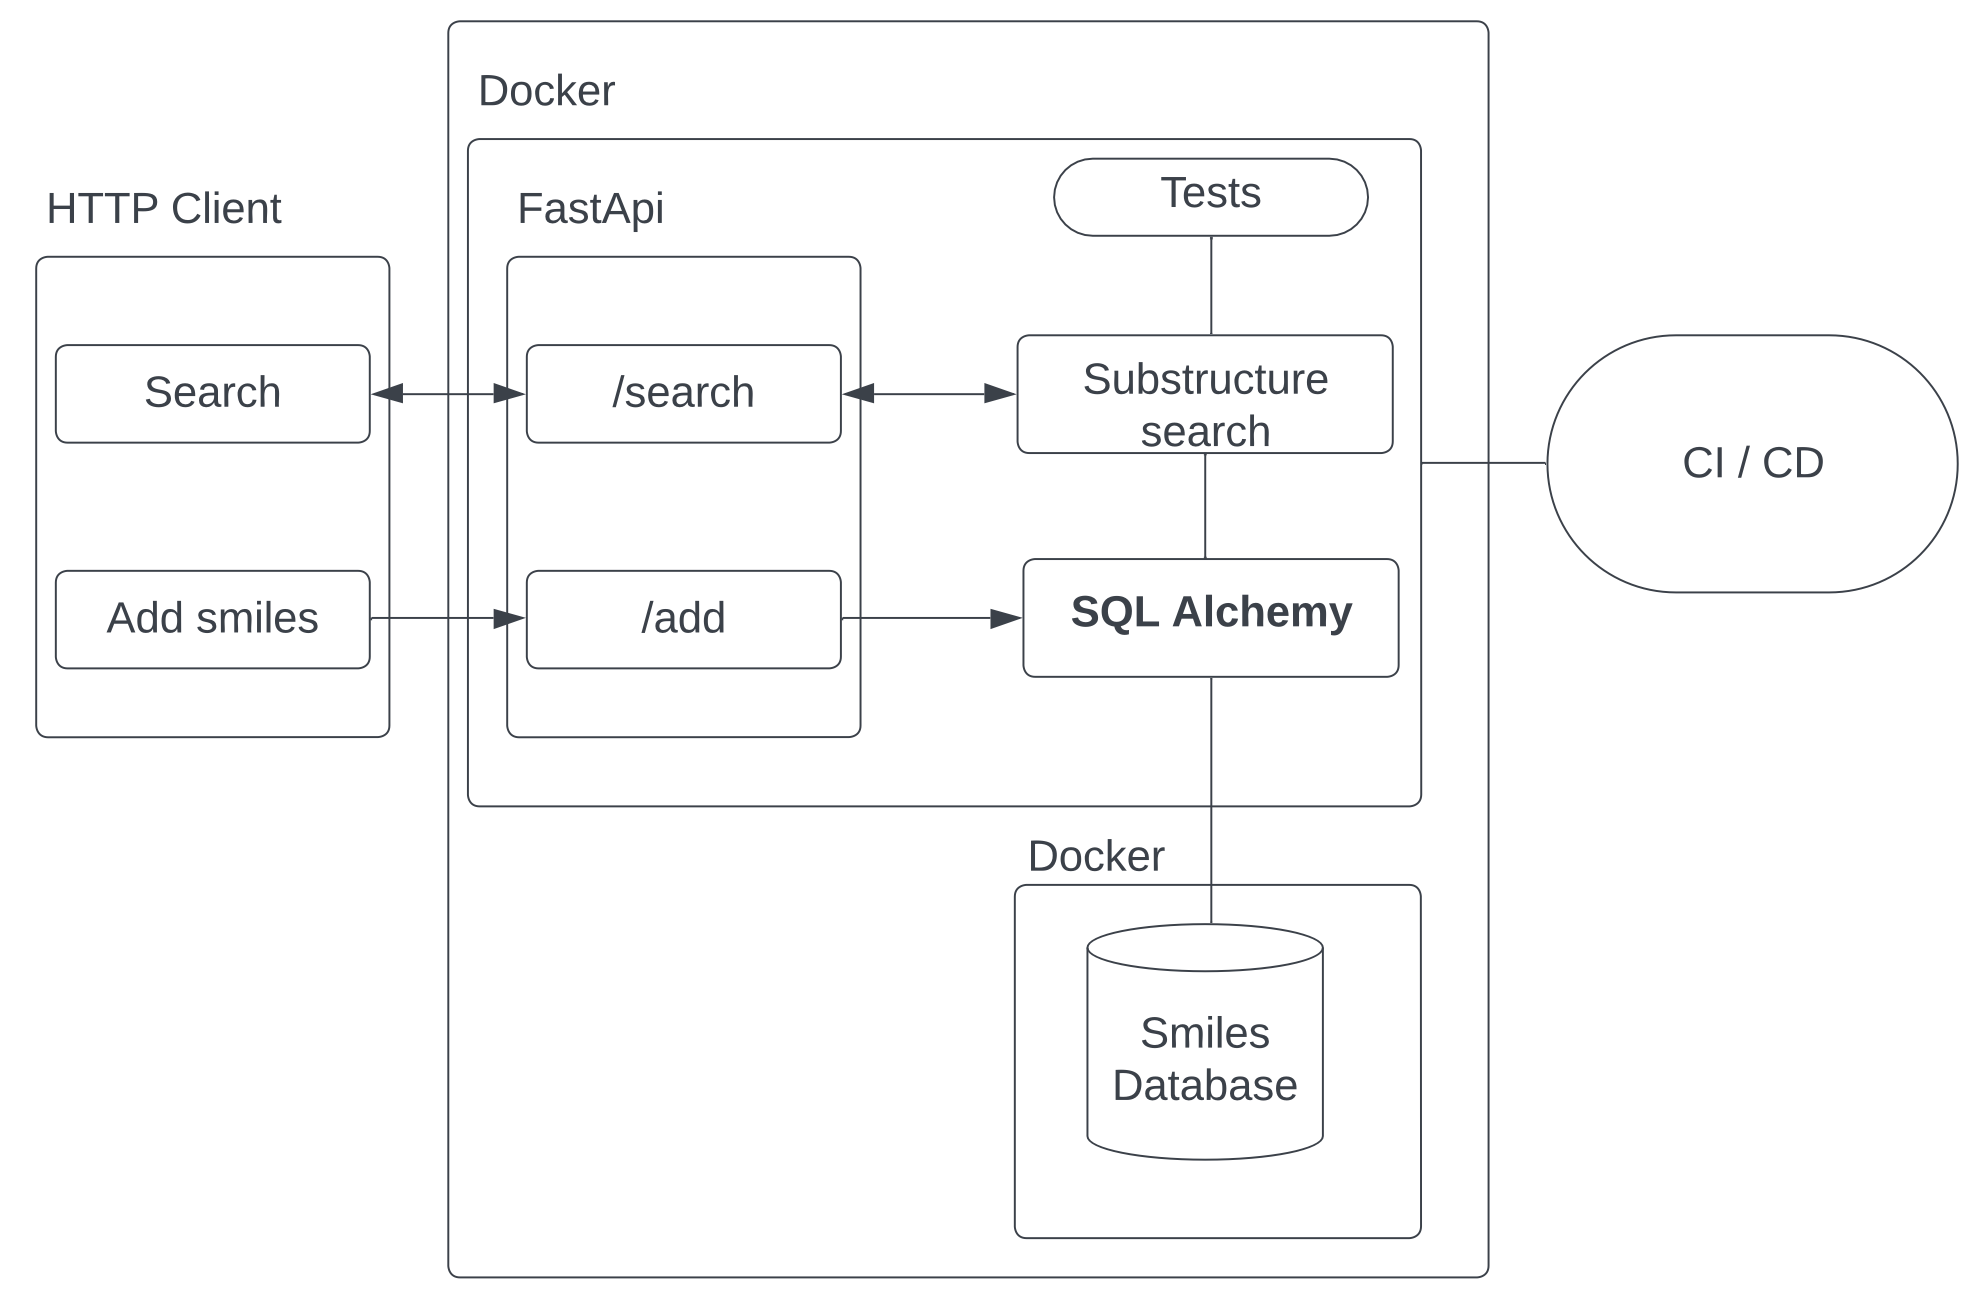 Docker
HTTP Client
FastApi
Tests
Search
/search
Substructure
search
CI / CD
Add smiles
/add
SQL Alchemy
Docker
Smiles
Database